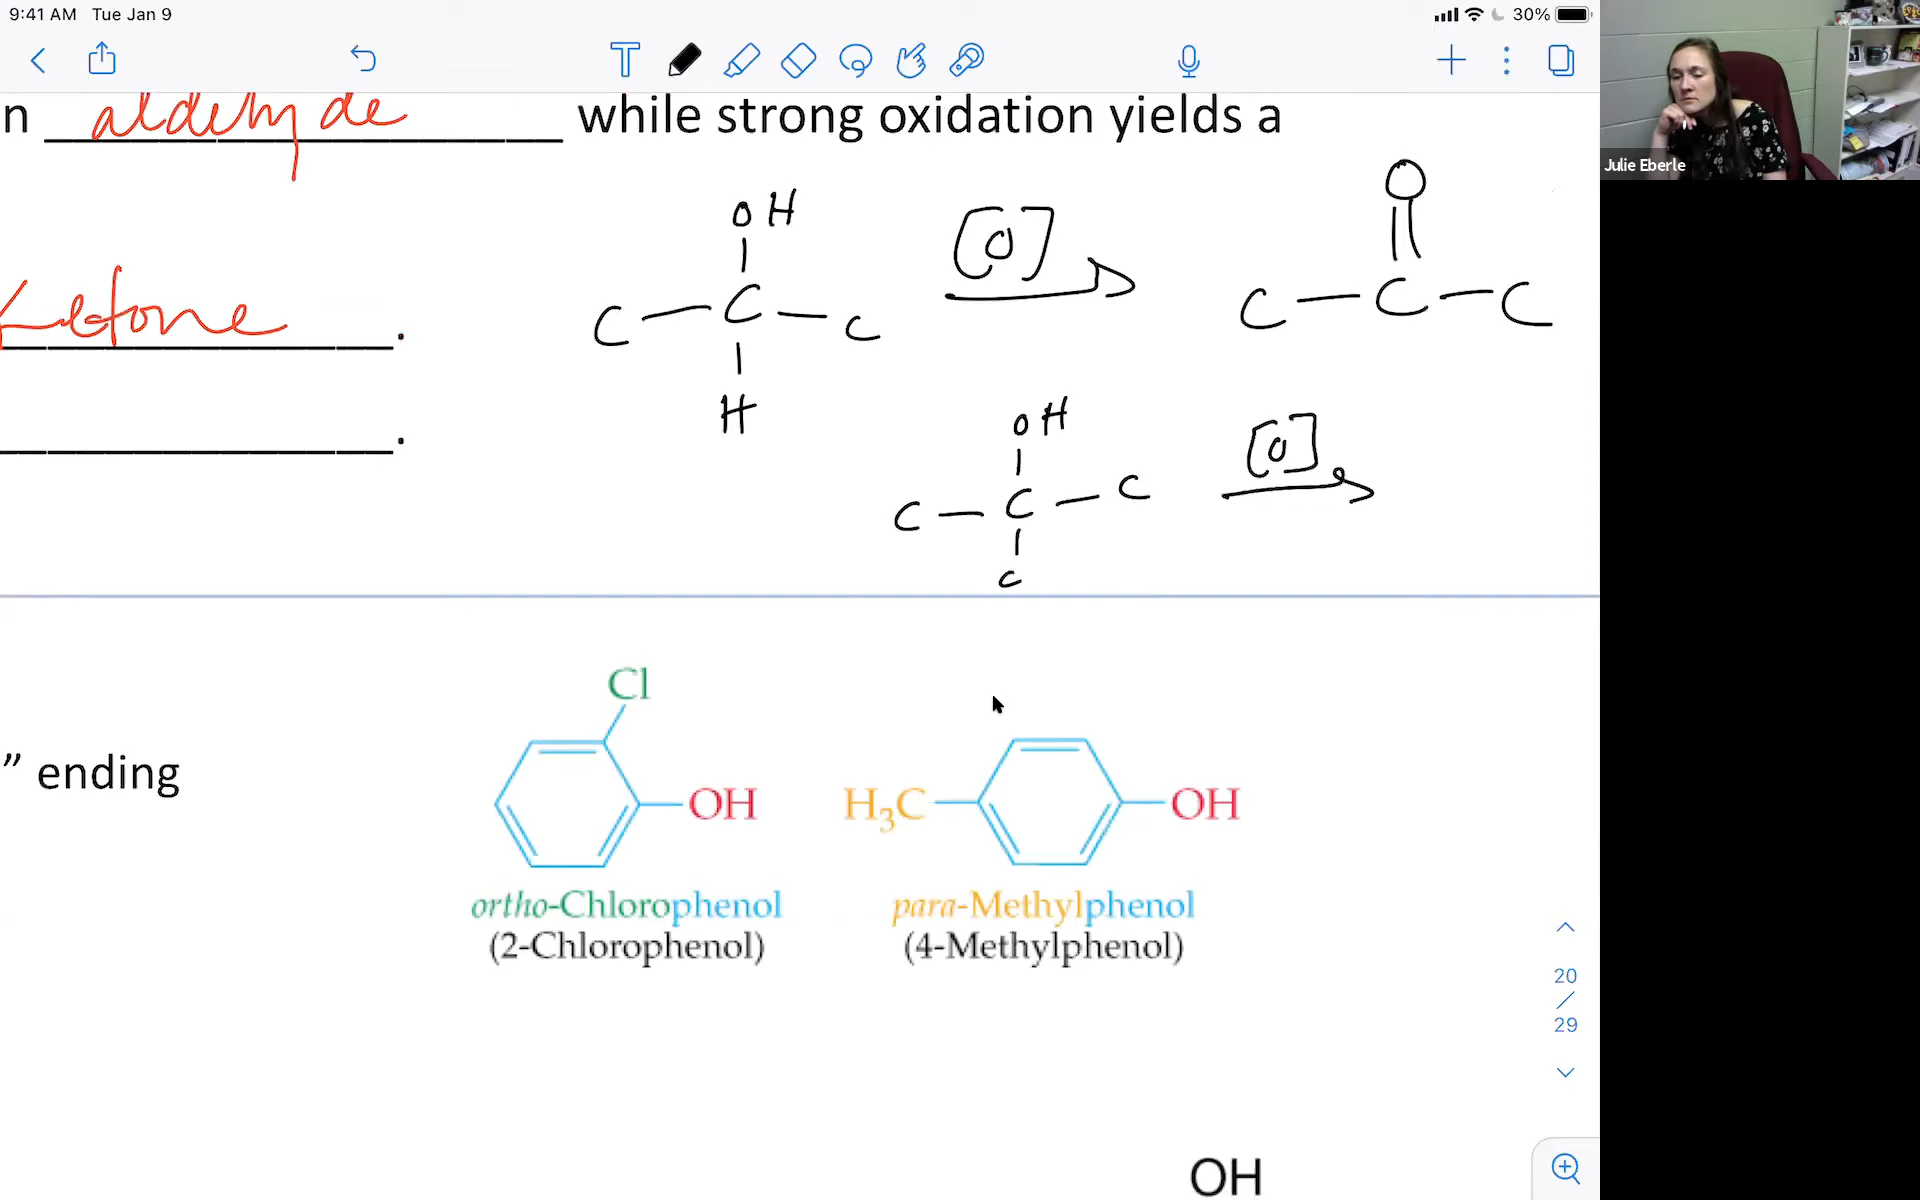 9:41 AM Tue Jan 9
30%
n aldehyde while strong oxidation yields a
Julie Eberle
OH
[O]
O
C C C
C C C
Ketone .
H
OH
[O]
C C C
.
C
Cl
” ending
OH
H₃C OH
ortho-Chlorophenol
(2-Chlorophenol)
para-Methylphenol
(4-Methylphenol)
20
/
29
OH